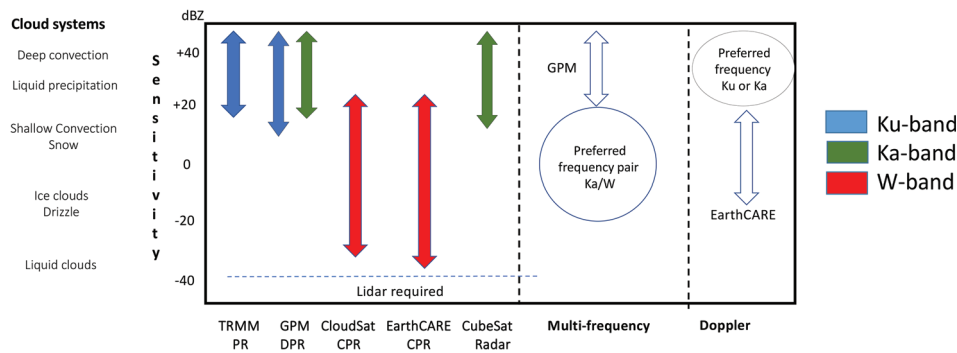 Cloud systems
Deep convection
Liquid precipitation
Shallow Convection
Snow
Ice clouds
Drizzle
Liquid clouds
Sensitivity
dBZ
+40
+20
0
-20
-40
Lidar required
GPM
Preferred
frequency pair
Ka/W
Preferred
frequency
Ku or Ka
EarthCARE
TRMM
PR
GPM
DPR
CloudSat
CPR
EarthCARE
CPR
CubeSat
Radar
Multi-frequency
Doppler
Ku-band
Ka-band
W-band